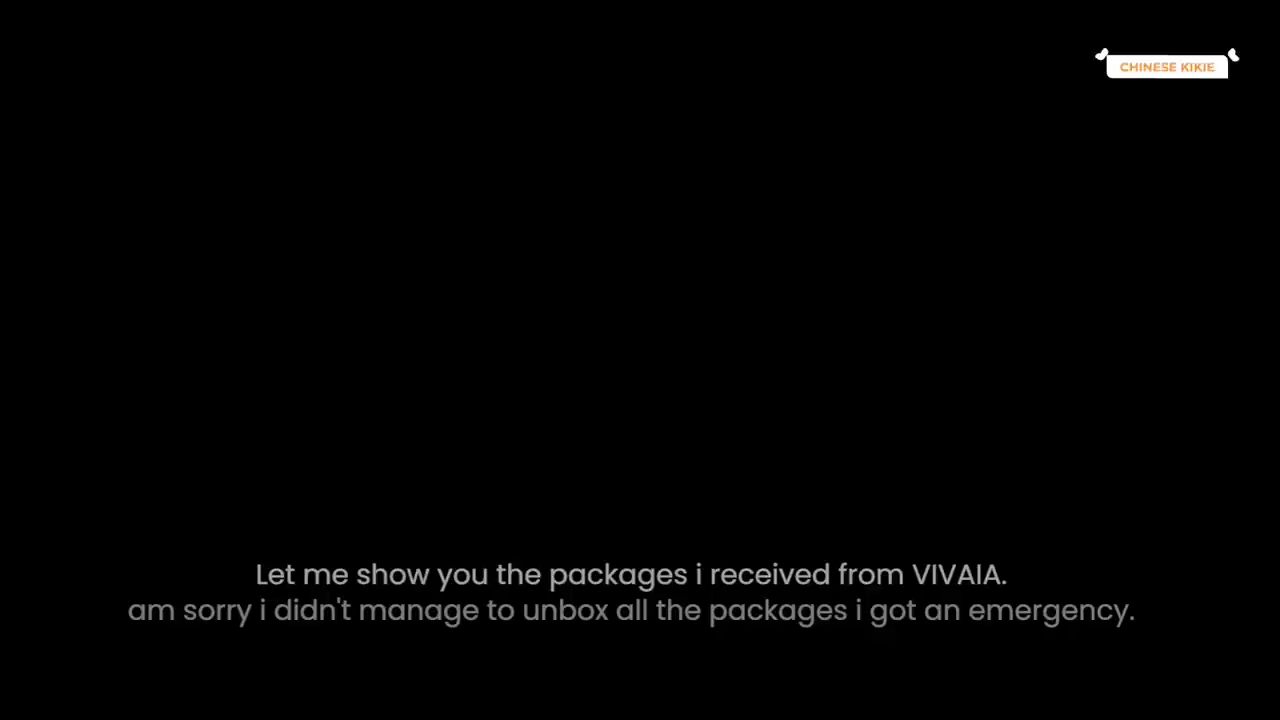 CHINESE KIKIE
Let me show you the packages i received from VIVAIA.
am sorry i didn't manage to unbox all the packages i got an emergency.